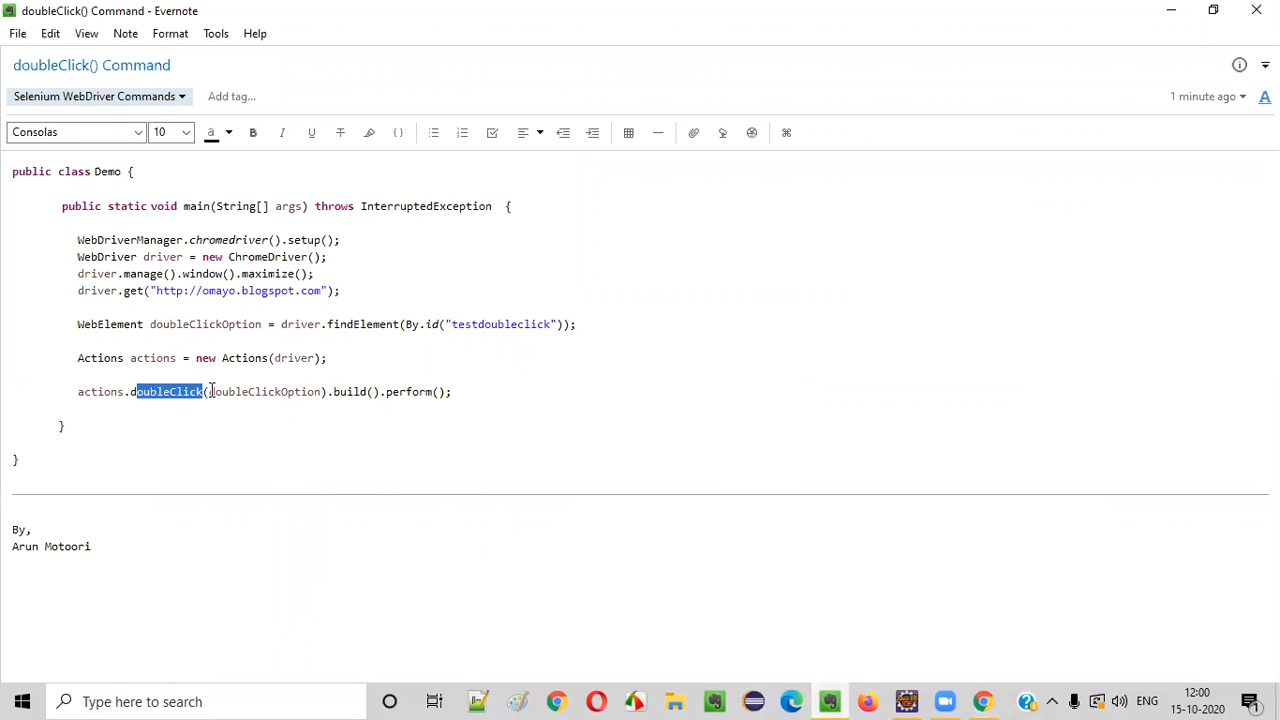 doubleClick() Command - Evernote
File Edit View Note Format Tools Help
doubleClick() Command
Selenium WebDriver Commands Add tag... 1 minute ago
Consolas 10 a B I U T { } A
public class Demo {
public static void main(String[] args) throws InterruptedException {
WebDriverManager.chromedriver().setup();
WebDriver driver = new ChromeDriver();
driver.manage().window().maximize();
driver.get("http://omayo.blogspot.com");
WebElement doubleClickOption = driver.findElement(By.id("testdoubleclick"));
Actions actions = new Actions(driver);
actions.doubleClick(doubleClickOption).build().perform();
}
}
By,
Arun Motoori
Type here to search ENG 12:00
15-10-2020 1